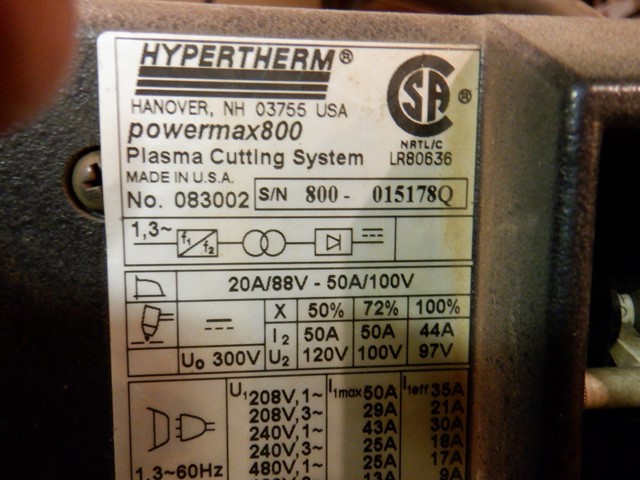 HYPERTHERM®
HANOVER, NH 03755 USA
powermax800
Plasma Cutting System
MADE IN U.S.A.
No. 083002 S/N 800 - 015178Q
CSA ®
NRTL/C
LR80636
1,3~ f1 f2
20A/88V - 50A/100V
X 50% 72% 100%
I2 50A 50A 44A
U0 300V U2 120V 100V 97V
U1 208V,1~ I1max 50A I1eff 35A
208V,3~ 29A 21A
240V,1~ 43A 30A
240V,3~ 25A 18A
480V,1~ 25A 17A
1,3~60Hz 13A 9A